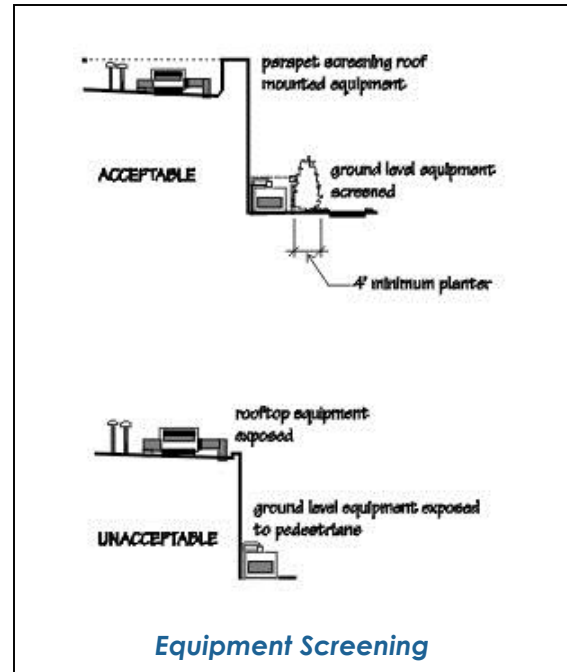 parapet screening roof
mounted equipment
ACCEPTABLE
ground level equipment
screened
4' minimum planter
rooftop equipment
exposed
ground level equipment exposed
to pedestrians
UNACCEPTABLE
Equipment Screening